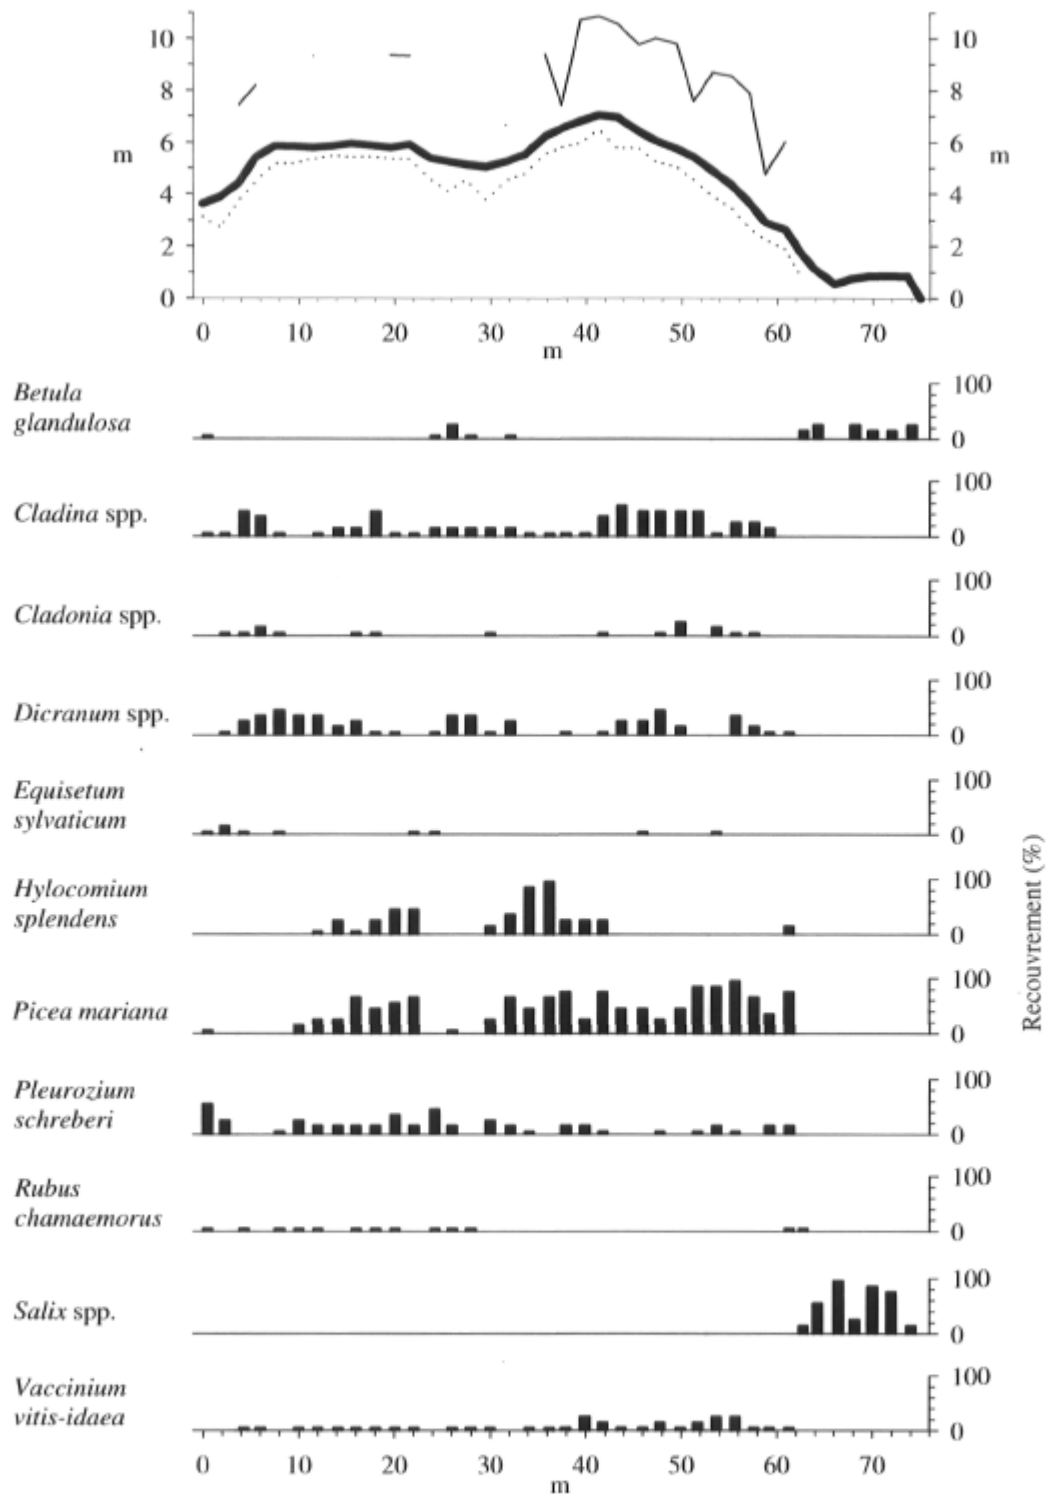 10 10
8 8
m 6 6 m
4 4
2 2
0 0
0 10 20 30 40 50 60 70
m
Betula
glandulosa
100
0
Cladina spp.
100
0
Cladonia spp.
100
0
Dicranum spp.
100
0
Equisetum
sylvaticum
100
0
Hylocomium
splendens
100
0
Picea mariana
100
0
Pleurozium
schreberi
100
0
Rubus
chamaemorus
100
0
Salix spp.
100
0
Vaccinium
vitis-idaea
100
0
0 10 20 30 40 50 60 70
m
Recouvrement (%)